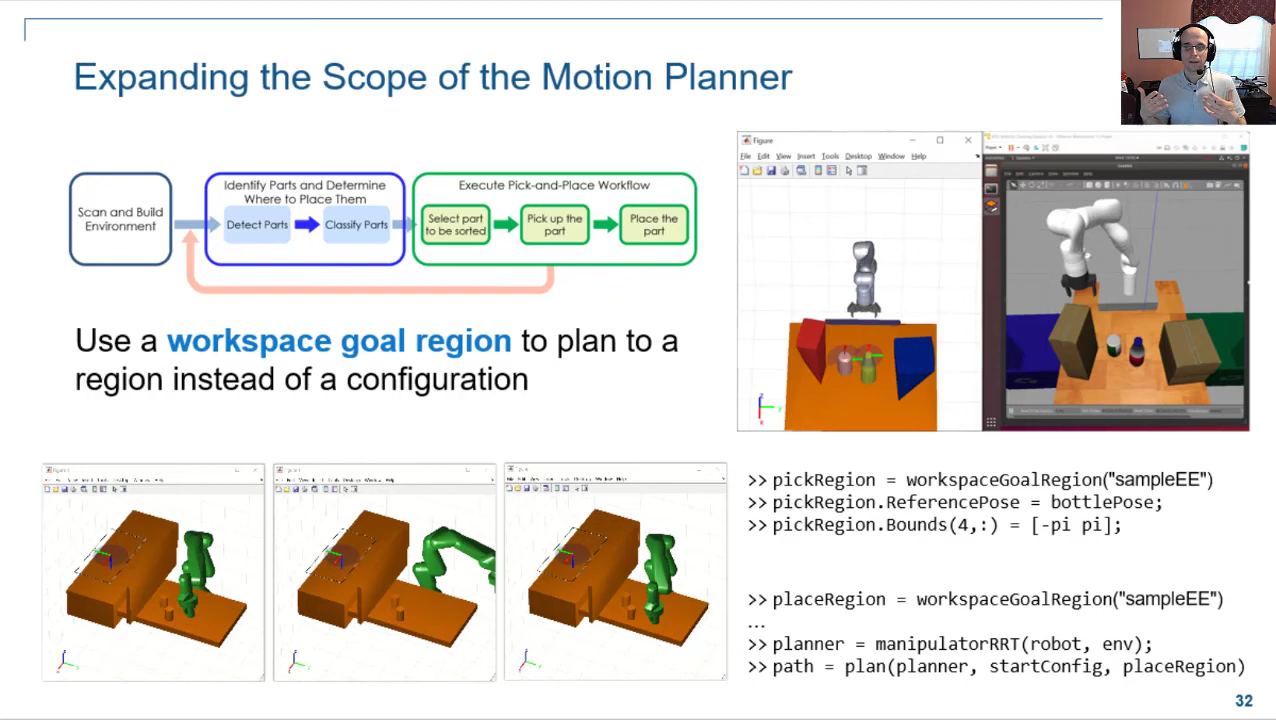 Expanding the Scope of the Motion Planner
Scan and Build
Environment
Identify Parts and Determine
Where to Place Them
Detect Parts
Classify Parts
Execute Pick-and-Place Workflow
Select part
to be sorted
Pick up the
part
Place the
part
Use a workspace goal region to plan to a
region instead of a configuration
Figure
File Edit View Insert Tools Desktop Window Help
>> pickRegion = workspaceGoalRegion("sampleEE")
>> pickRegion.ReferencePose = bottlePose;
>> pickRegion.Bounds(4,:) = [-pi pi];
>> placeRegion = workspaceGoalRegion("sampleEE")
...
>> planner = manipulatorRRT(robot, env);
>> path = plan(planner, startConfig, placeRegion)
32